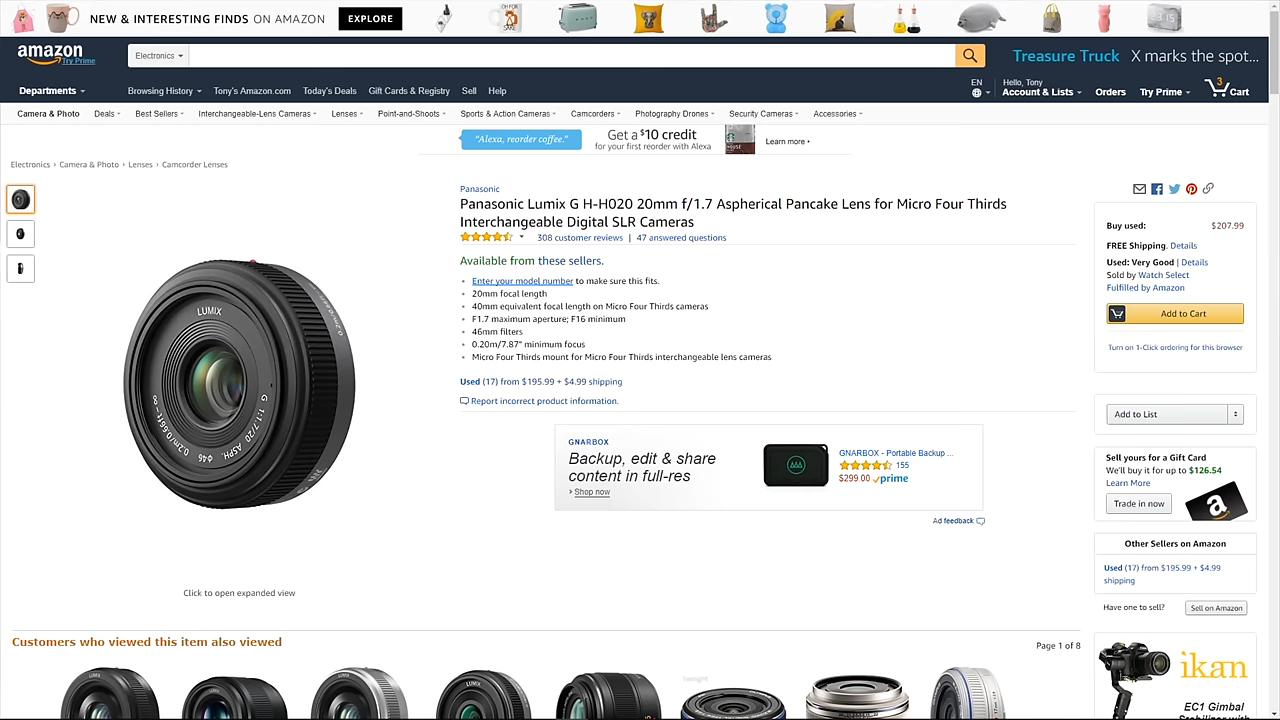 NEW & INTERESTING FINDS ON AMAZON EXPLORE
amazon
Try Prime
Electronics
Treasure Truck X marks the spot...
Departments
Browsing History
Tony's Amazon.com
Today's Deals
Gift Cards & Registry
Sell
Help
EN
Hello, Tony
Account & Lists
Orders
Try Prime
3
Cart
Camera & Photo
Deals
Best Sellers
Interchangeable-Lens Cameras
Lenses
Point-and-Shoots
Sports & Action Cameras
Camcorders
Photography Drones
Security Cameras
Accessories
"Alexa, reorder coffee."
Get a $10 credit
for your first reorder with Alexa
Learn more ›
Electronics › Camera & Photo › Lenses › Camcorder Lenses
Panasonic
Panasonic Lumix G H-H020 20mm f/1.7 Aspherical Pancake Lens for Micro Four Thirds
Interchangeable Digital SLR Cameras
308 customer reviews | 47 answered questions
Available from these sellers.
Enter your model number to make sure this fits.
20mm focal length
40mm equivalent focal length on Micro Four Thirds cameras
F1.7 maximum aperture; F16 minimum
46mm filters
0.20m/7.87" minimum focus
Micro Four Thirds mount for Micro Four Thirds interchangeable lens cameras
Used (17) from $195.99 + $4.99 shipping
Report incorrect product information.
LUMIX
G 1:1.7/20 ASPH. ϕ46 0.2m/0.66ft-∞
GNARBOX
Backup, edit & share
content in full-res
› Shop now
GNARBOX - Portable Backup ...
155
$299.00 prime
Ad feedback
Click to open expanded view
Buy used: $207.99
FREE Shipping. Details
Used: Very Good | Details
Sold by Watch Select
Fulfilled by Amazon
Add to Cart
Turn on 1-Click ordering for this browser
Add to List
Sell yours for a Gift Card
We'll buy it for up to $126.54
Learn More
Trade in now
a
Other Sellers on Amazon
Used (17) from $195.99 + $4.99
shipping
Have one to sell? Sell on Amazon
ikan
EC1 Gimbal
Stabilizer with
Customers who viewed this item also viewed
Page 1 of 8